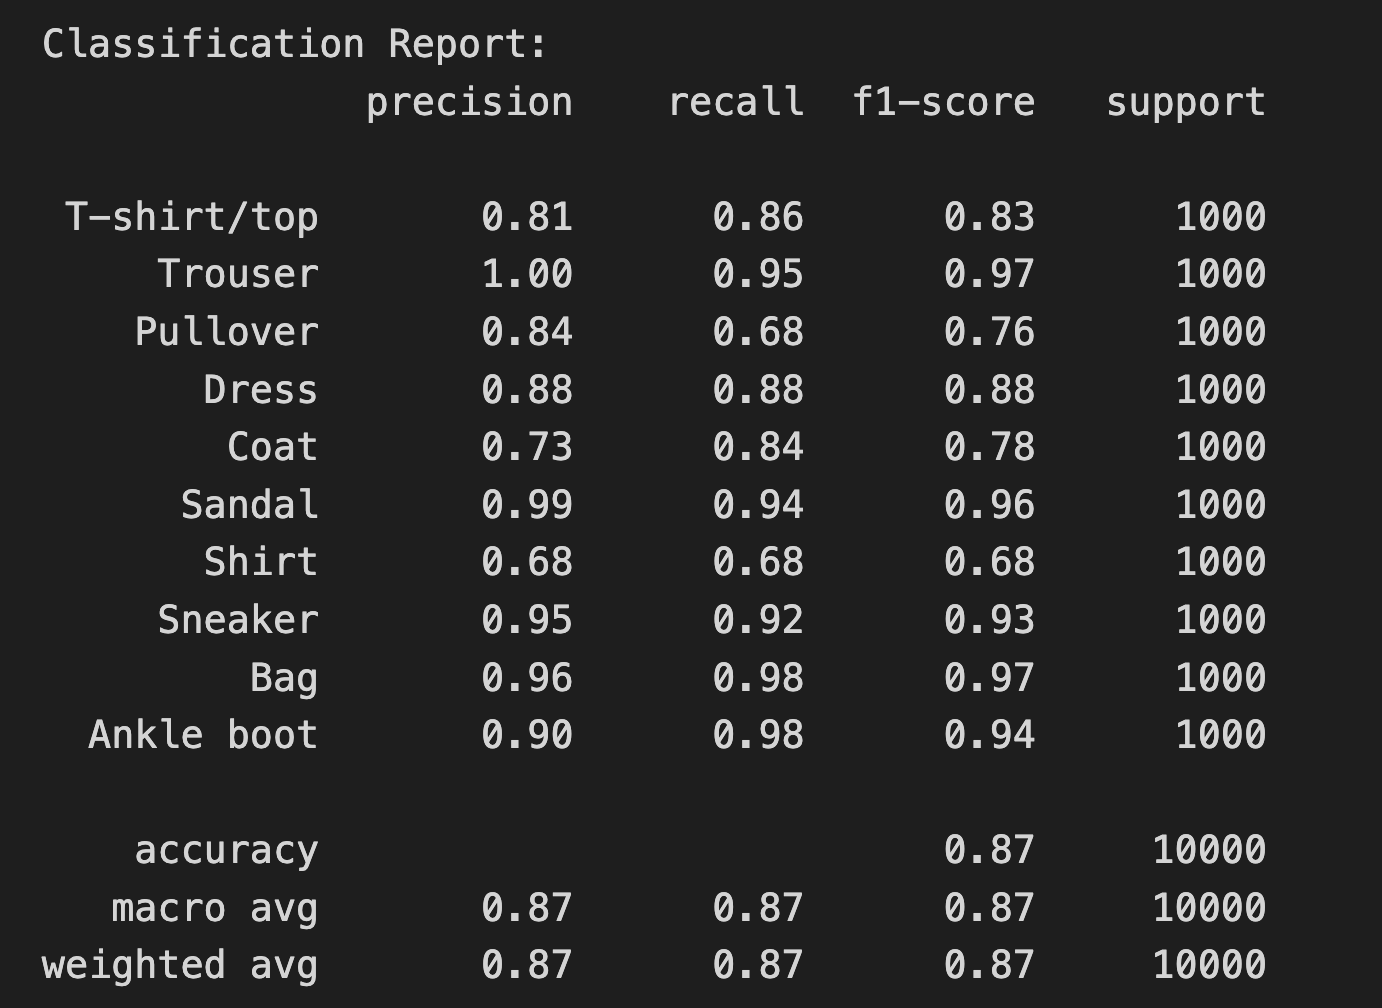 Classification Report:
precision recall f1-score support
T-shirt/top 0.81 0.86 0.83 1000
Trouser 1.00 0.95 0.97 1000
Pullover 0.84 0.68 0.76 1000
Dress 0.88 0.88 0.88 1000
Coat 0.73 0.84 0.78 1000
Sandal 0.99 0.94 0.96 1000
Shirt 0.68 0.68 0.68 1000
Sneaker 0.95 0.92 0.93 1000
Bag 0.96 0.98 0.97 1000
Ankle boot 0.90 0.98 0.94 1000
accuracy 0.87 10000
macro avg 0.87 0.87 0.87 10000
weighted avg 0.87 0.87 0.87 10000